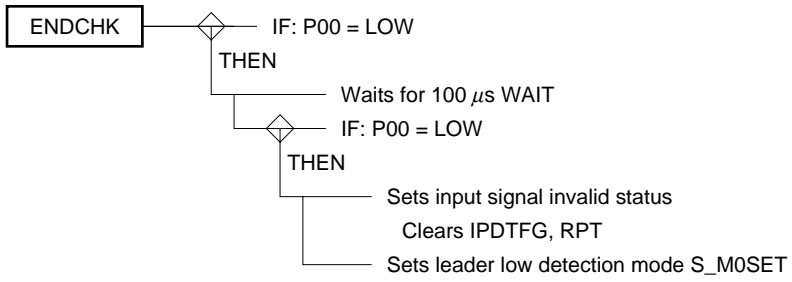 ENDCHK
IF: P00 = LOW
THEN
Waits for 100 μs WAIT
IF: P00 = LOW
THEN
Sets input signal invalid status
Clears IPDTFG, RPT
Sets leader low detection mode S_M0SET